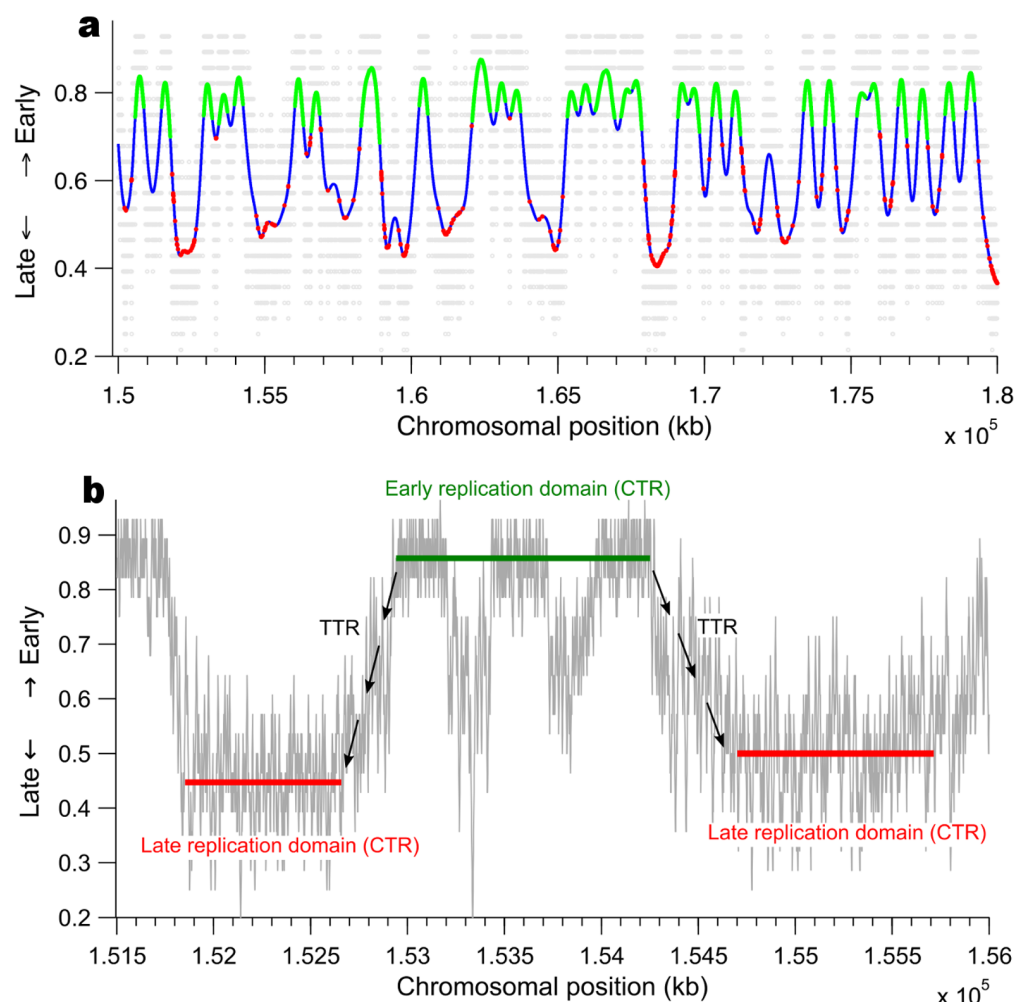 a
Late ← → Early
0.8
0.6
0.4
0.2
1.5 1.55 1.6 1.65 1.7 1.75 1.8
Chromosomal position (kb)
x 10⁵
b
Early replication domain (CTR)
Late ← → Early
0.9
0.8
0.7
0.6
0.5
0.4
0.3
0.2
TTR
TTR
Late replication domain (CTR)
Late replication domain (CTR)
1.515 1.52 1.525 1.53 1.535 1.54 1.545 1.55 1.555 1.56
Chromosomal position (kb)
x 10⁵